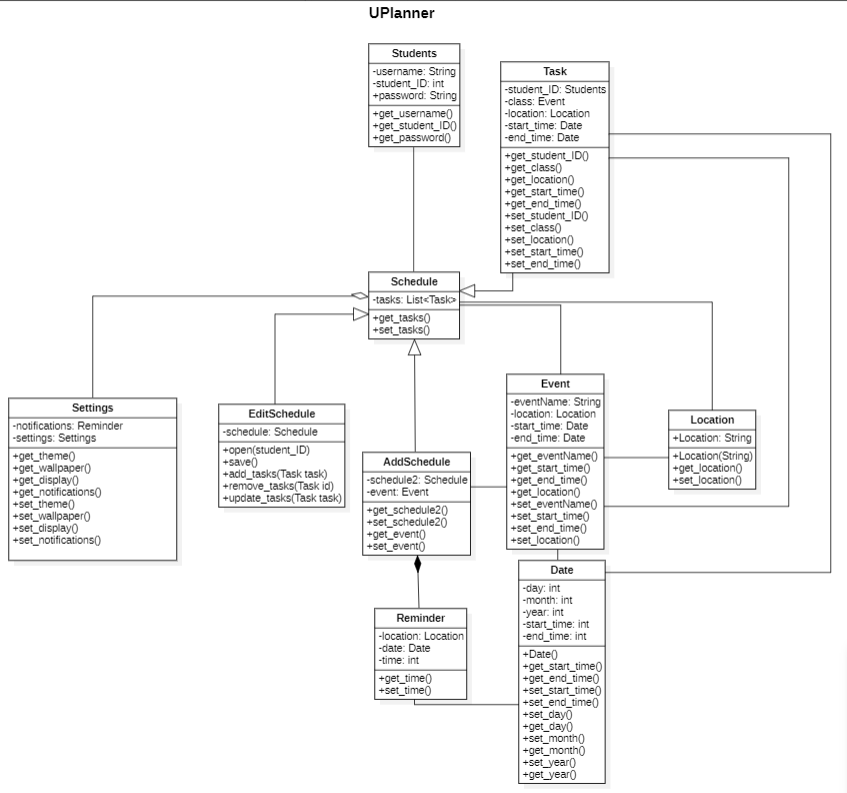 UPlanner
Students
-username: String
-student_ID: int
+password: String
+get_username()
+get_student_ID()
+get_password()
Task
-student_ID: Students
-class: Event
-location: Location
-start_time: Date
-end_time: Date
+get_student_ID()
+get_class()
+get_location()
+get_start_time()
+get_end_time()
+set_student_ID()
+set_class()
+set_location()
+set_start_time()
+set_end_time()
Schedule
-tasks: List<Task>
+get_tasks()
+set_tasks()
Settings
-notifications: Reminder
-settings: Settings
+get_theme()
+get_wallpaper()
+get_display()
+get_notifications()
+set_theme()
+set_wallpaper()
+set_display()
+set_notifications()
EditSchedule
-schedule: Schedule
+open(student_ID)
+save()
+add_tasks(Task task)
+remove_tasks(Task id)
+update_tasks(Task task)
AddSchedule
-schedule2: Schedule
-event: Event
+get_schedule2()
+set_schedule2()
+get_event()
+set_event()
Event
-eventName: String
-location: Location
-start_time: Date
-end_time: Date
+get_eventName()
+get_start_time()
+get_end_time()
+get_location()
+set_eventName()
+set_start_time()
+set_end_time()
+set_location()
Location
+Location: String
+Location(String)
+get_location()
+set_location()
Reminder
-location: Location
-date: Date
-time: int
+get_time()
+set_time()
Date
-day: int
-month: int
-year: int
-start_time: int
-end_time: int
+Date()
+get_start_time()
+get_end_time()
+set_start_time()
+set_end_time()
+set_day()
+get_day()
+set_month()
+get_month()
+set_year()
+get_year()